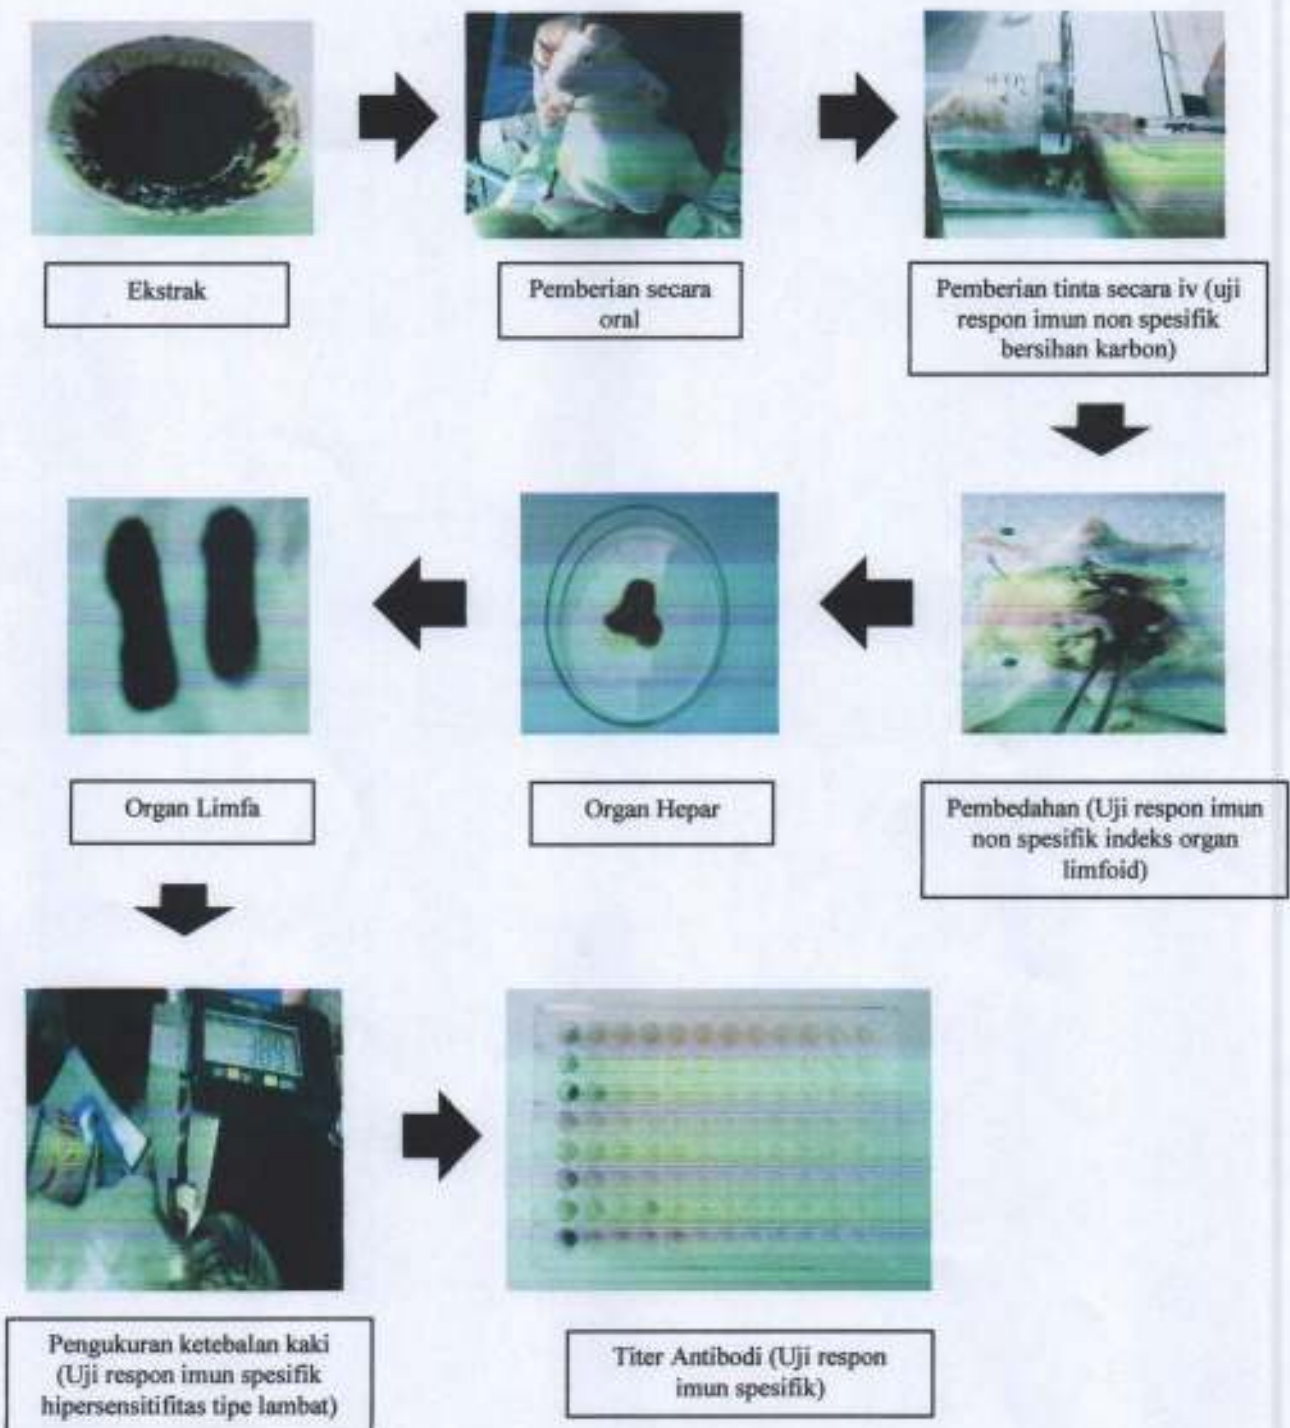 Ekstrak
Pemberian secara
oral
Pemberian tinta secara iv (uji
respon imun non spesifik
bersihan karbon)
Pembedahan (Uji respon imun
non spesifik indeks organ
limfoid)
Organ Hepar
Organ Limfa
Pengukuran ketebalan kaki
(Uji respon imun spesifik
hipersensitifitas tipe lambat)
Titer Antibodi (Uji respon
imun spesifik)